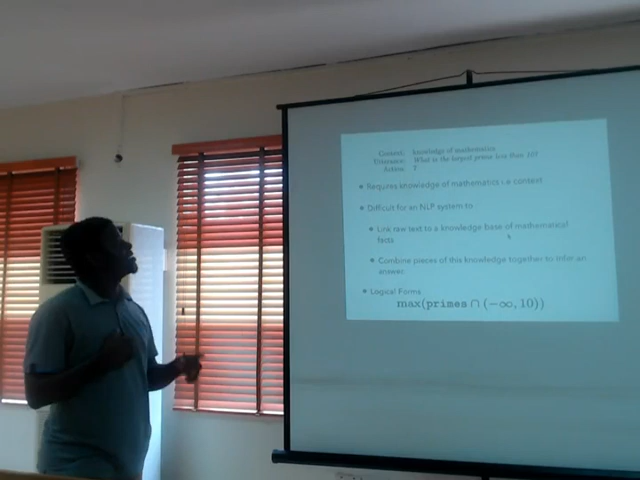 Context: knowledge of mathematics
Utterance: What is the largest prime less than 10?
Action: 7
Requires knowledge of mathematics i.e context
Difficult for an NLP system to
Link raw text to a knowledge base of mathematical
facts
Combine pieces of this knowledge together to infer an
answer
Logical Forms
max(primes ∩ (−∞, 10))